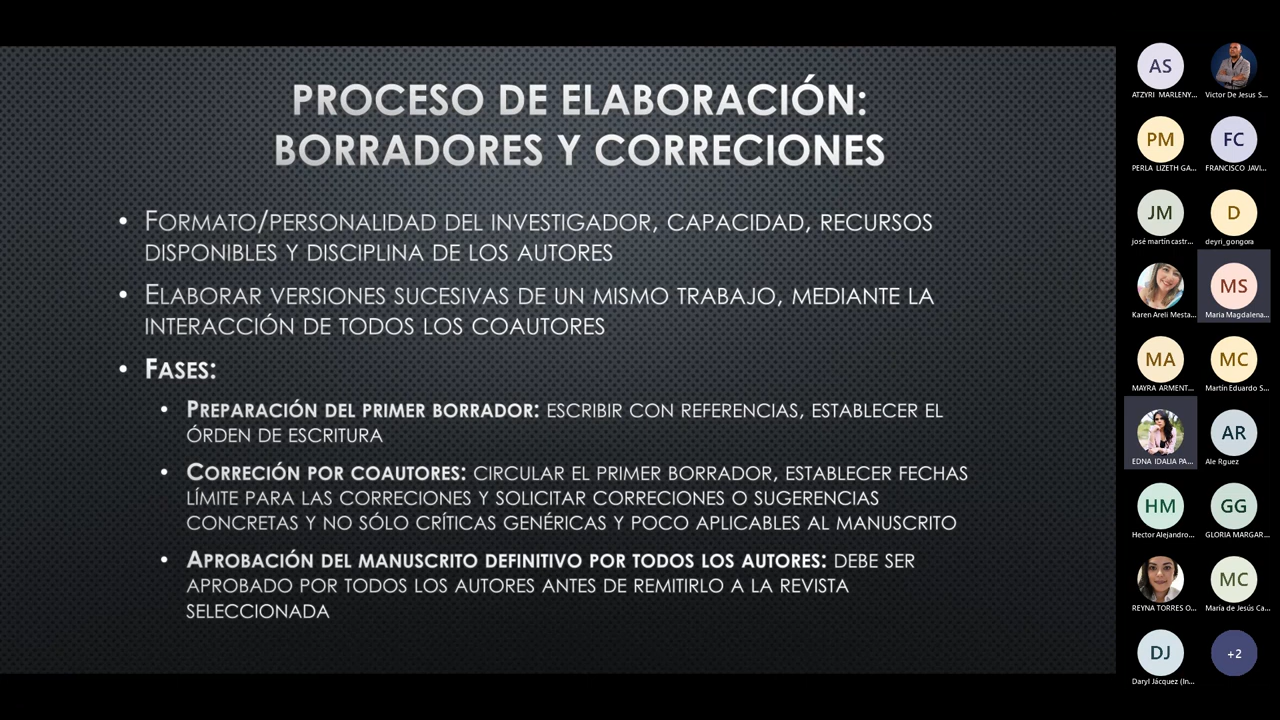 PROCESO DE ELABORACIÓN:
BORRADORES Y CORRECIONES
• FORMATO/PERSONALIDAD DEL INVESTIGADOR, CAPACIDAD, RECURSOS
DISPONIBLES Y DISCIPLINA DE LOS AUTORES
• ELABORAR VERSIONES SUCESIVAS DE UN MISMO TRABAJO, MEDIANTE LA
INTERACCIÓN DE TODOS LOS COAUTORES
• FASES:
• PREPARACIÓN DEL PRIMER BORRADOR: ESCRIBIR CON REFERENCIAS, ESTABLECER EL
ÓRDEN DE ESCRITURA
• CORRECIÓN POR COAUTORES: CIRCULAR EL PRIMER BORRADOR, ESTABLECER FECHAS
LÍMITE PARA LAS CORRECIONES Y SOLICITAR CORRECIONES O SUGERENCIAS
CONCRETAS Y NO SÓLO CRÍTICAS GENÉRICAS Y POCO APLICABLES AL MANUSCRITO
• APROBACIÓN DEL MANUSCRITO DEFINITIVO POR TODOS LOS AUTORES: DEBE SER
APROBADO POR TODOS LOS AUTORES ANTES DE REMITIRLO A LA REVISTA
SELECCIONADA
AS
ATZYRI MARLENY...
Victor De Jesus S...
PM
PERLA LIZETH GA...
FC
FRANCISCO JAVI...
JM
josé martín castr...
D
deyri_gongora
Karen Areli Mesta...
MS
María Magdalena...
MA
MAYRA ARMENT...
MC
Martín Eduardo S...
EDNA IDALIA PA...
AR
Ale Rguez
HM
Hector Alejandro...
GG
GLORIA MARGAR...
REYNA TORRES O...
MC
María de Jesús Ca...
DJ
Daryl Jácquez (In...
+2